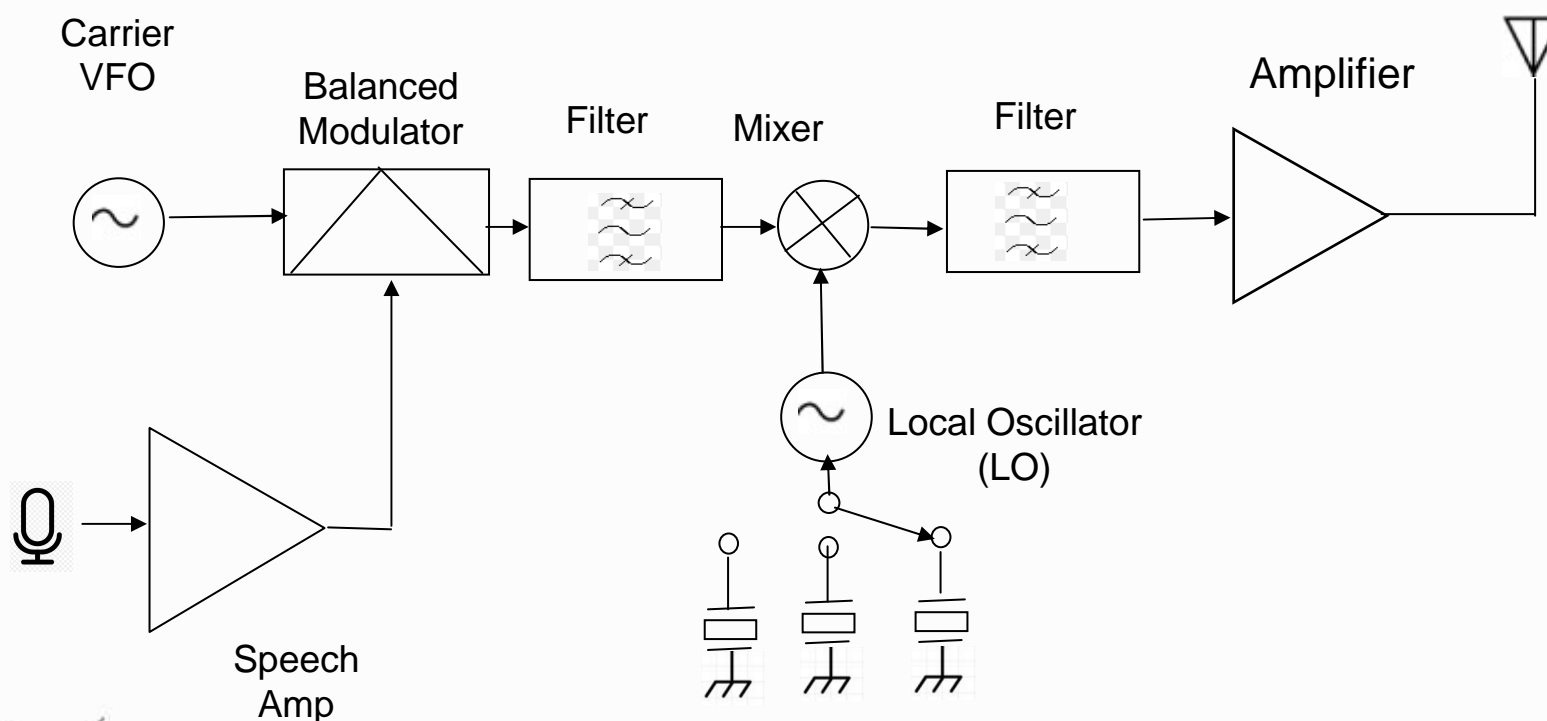 Carrier
VFO
Balanced
Modulator
Filter
Mixer
Filter
Amplifier
Local Oscillator
(LO)
Speech
Amp